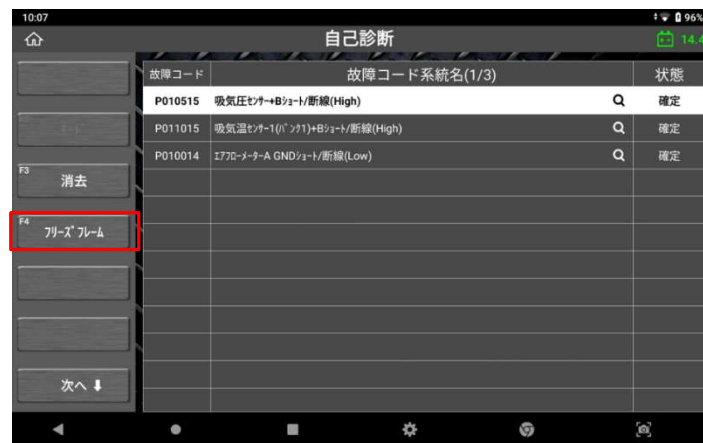 10:07
96%
自己診断
14.4
故障コード
故障コード系統名(1/3)
状態
P010515 吸気圧ｾﾝｻｰ+Bｼｮｰﾄ/断線(High) 確定
P011015 吸気温ｾﾝｻｰ1(ﾊﾞﾝｸ1)+Bｼｮｰﾄ/断線(High) 確定
P010014 ｴｱﾌﾛｰﾒｰﾀｰA GNDｼｮｰﾄ/断線(Low) 確定
F3
消去
F4
ﾌﾘｰｽﾞﾌﾚｰﾑ
次へ